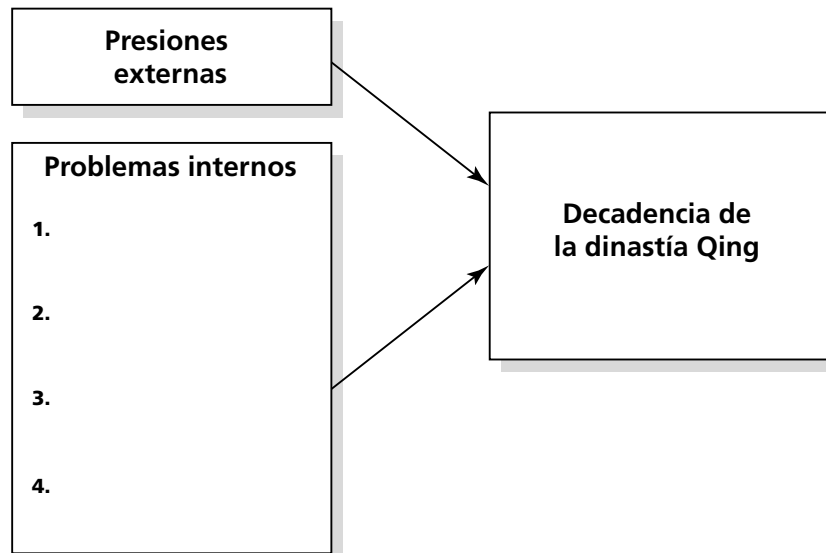 Presiones
externas
Problemas internos
1.
2.
3.
4.
Decadencia de
la dinastía Qing